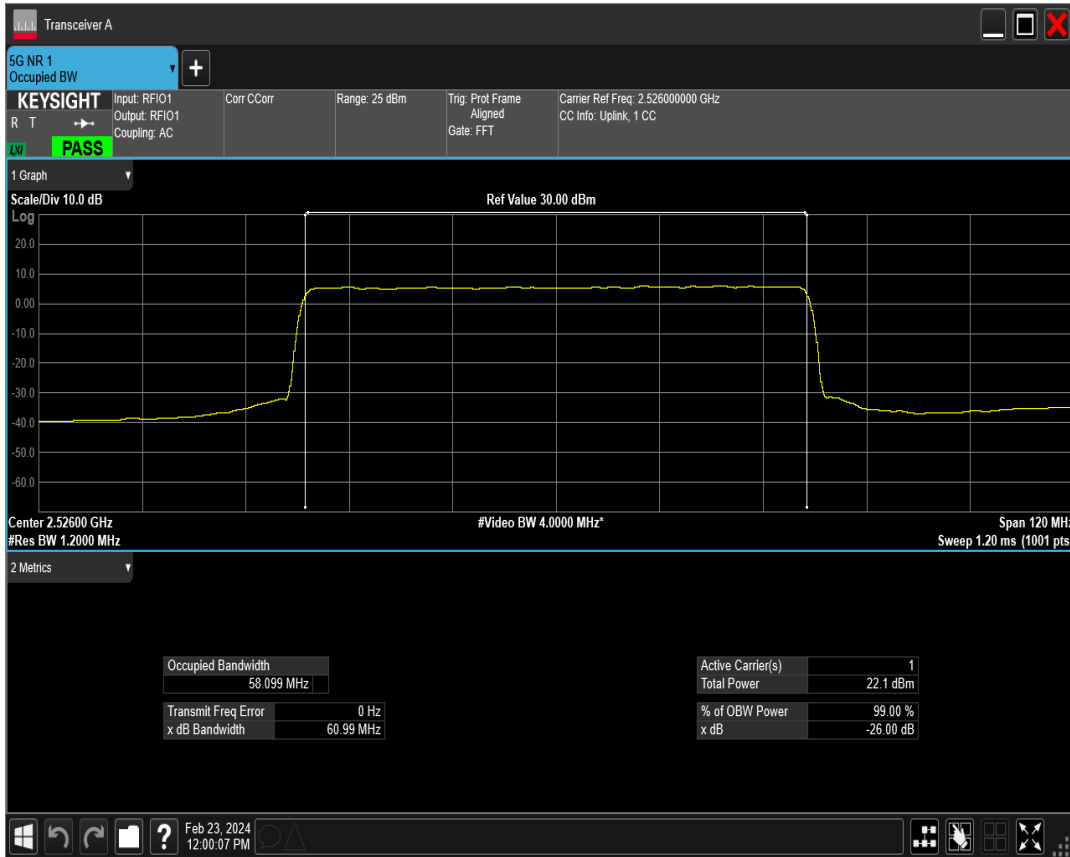 Transceiver A
5G NR 1
Occupied BW
KEYSIGHT
R T
LXI
PASS
Input: RFIO1
Output: RFIO1
Coupling: AC
Corr CCorr
Range: 25 dBm
Trig: Prot Frame
Aligned
Gate: FFT
Carrier Ref Freq: 2.526000000 GHz
CC Info: Uplink, 1 CC
1 Graph
Scale/Div 10.0 dB
Ref Value 30.00 dBm
Log
20.0
10.0
0.00
-10.0
-20.0
-30.0
-40.0
-50.0
-60.0
Center 2.52600 GHz
#Video BW 4.0000 MHz*
Span 120 MHz
#Res BW 1.2000 MHz
Sweep 1.20 ms (1001 pts
2 Metrics
Occupied Bandwidth
58.099 MHz
Transmit Freq Error 0 Hz
x dB Bandwidth 60.99 MHz
Active Carrier(s) 1
Total Power 22.1 dBm
% of OBW Power 99.00 %
x dB -26.00 dB
?
Feb 23, 2024
12:00:07 PM